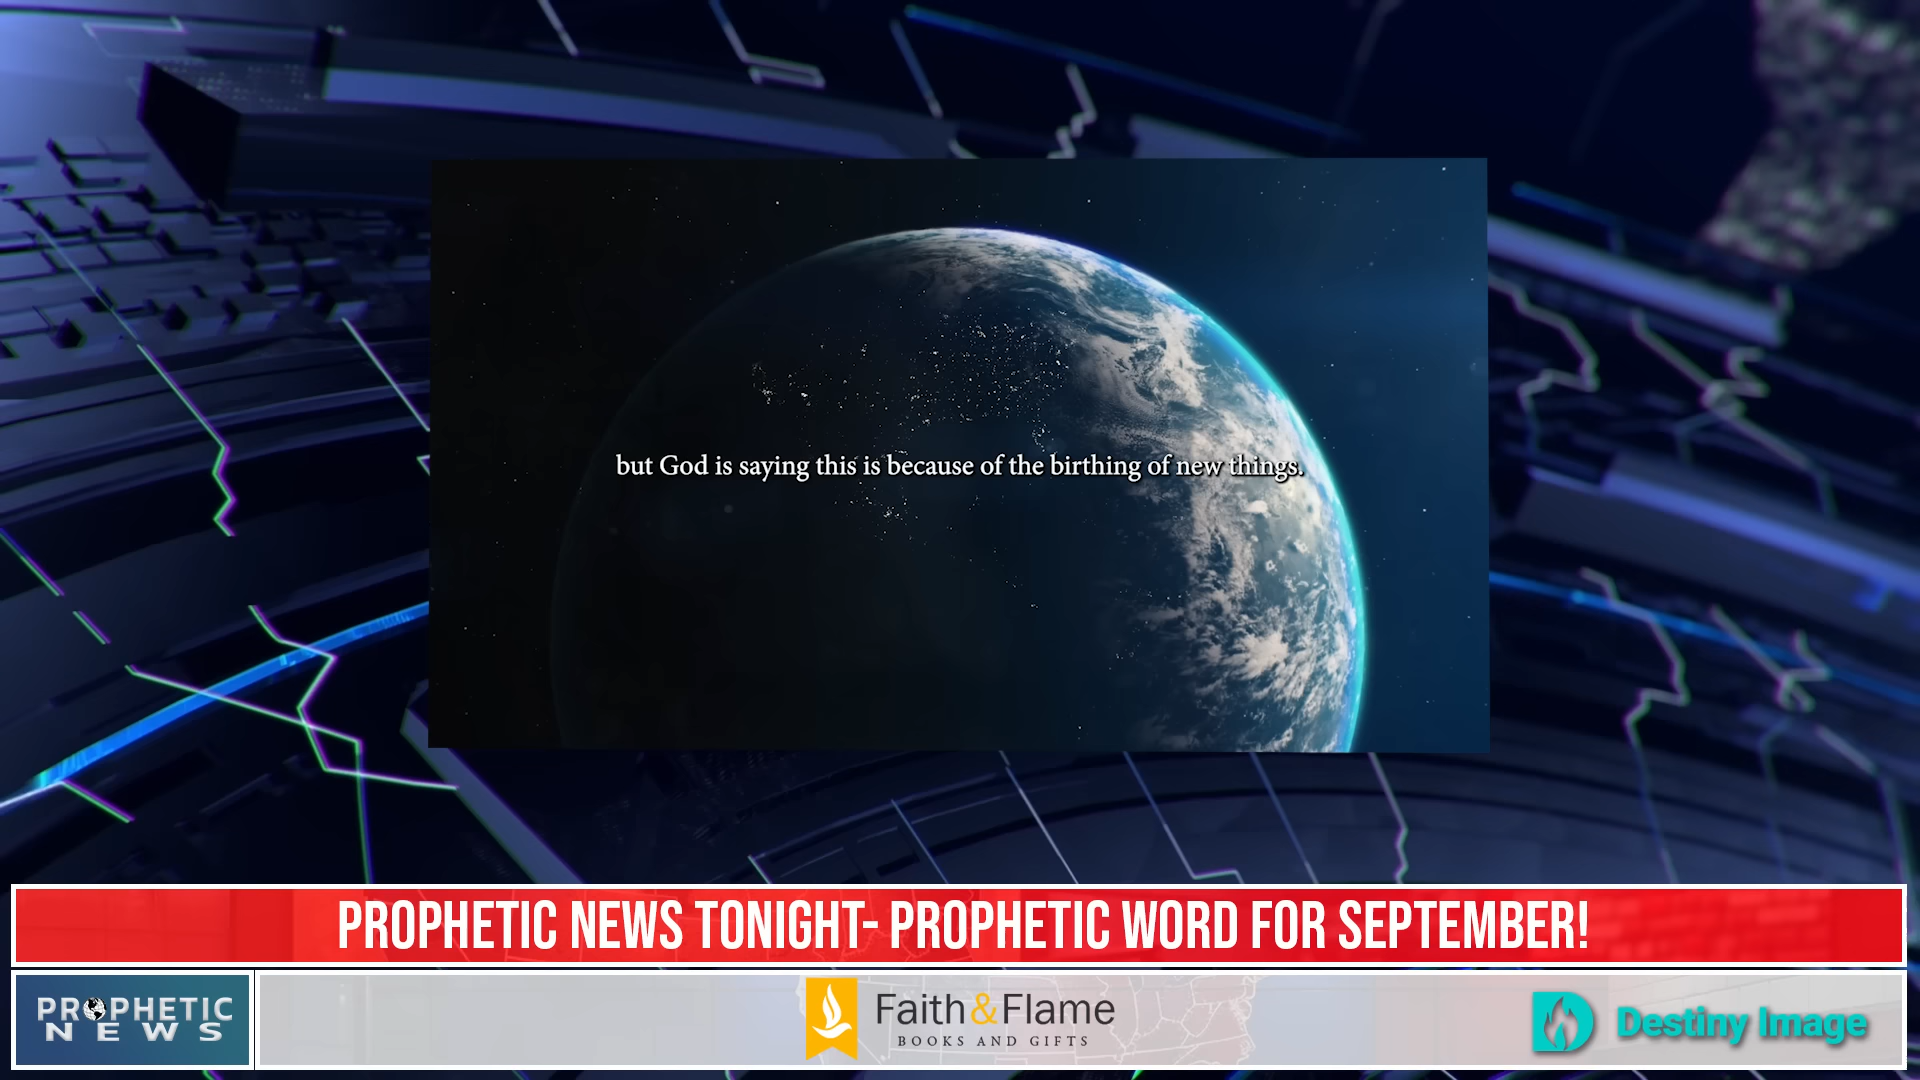 but God is saying this is because of the birthing of new things.
PROPHETIC NEWS TONIGHT- PROPHETIC WORD FOR SEPTEMBER!
PROPHETIC
NEWS
Faith&Flame
BOOKS AND GIFTS
Destiny Image